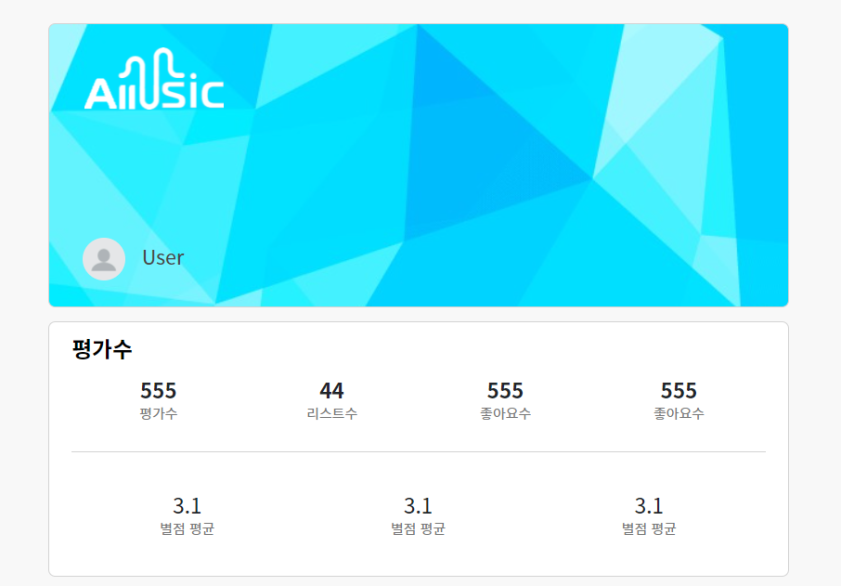 AllUsic
User
평가수
555 44 555 555
평가수 리스트수 좋아요수 좋아요수
3.1 3.1 3.1
별점 평균 별점 평균 별점 평균